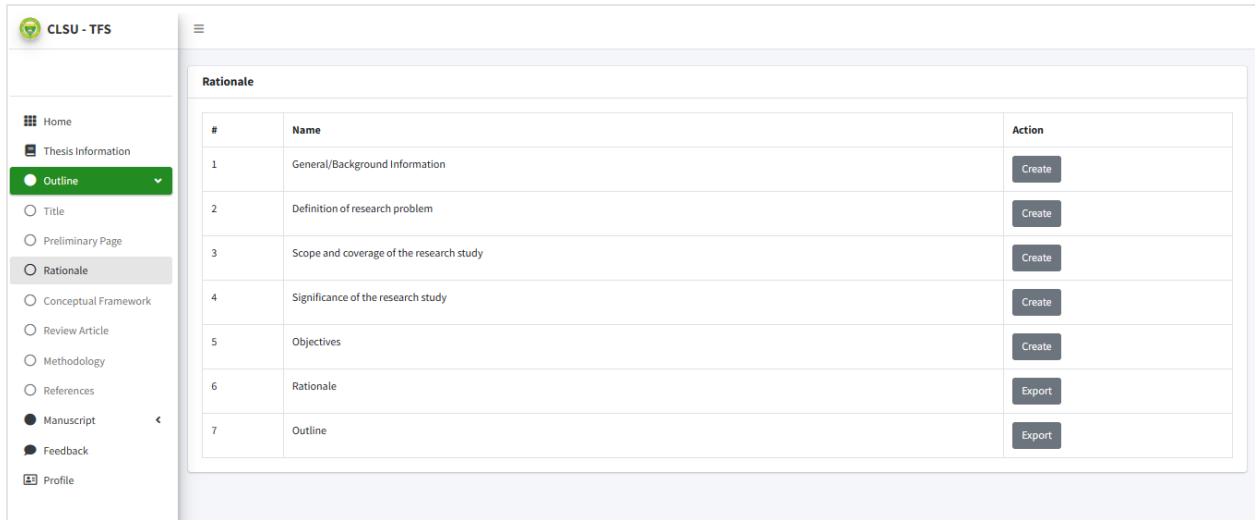 CLSU - TFS
Home
Thesis Information
Outline
Title
Preliminary Page
Rationale
Conceptual Framework
Review Article
Methodology
References
Manuscript
Feedback
Profile
Rationale
# Name Action
1 General/Background Information Create
2 Definition of research problem Create
3 Scope and coverage of the research study Create
4 Significance of the research study Create
5 Objectives Create
6 Rationale Export
7 Outline Export